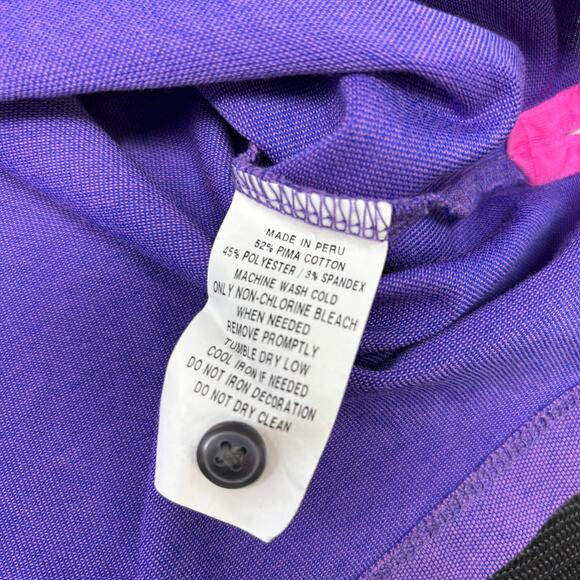 MADE IN PERU
52% PIMA COTTON
45% POLYESTER / 3% SPANDEX
MACHINE WASH COLD
ONLY NON-CHLORINE BLEACH
WHEN NEEDED
REMOVE PROMPTLY
TUMBLE DRY LOW
COOL IRON IF NEEDED
DO NOT IRON DECORATION
DO NOT DRY CLEAN